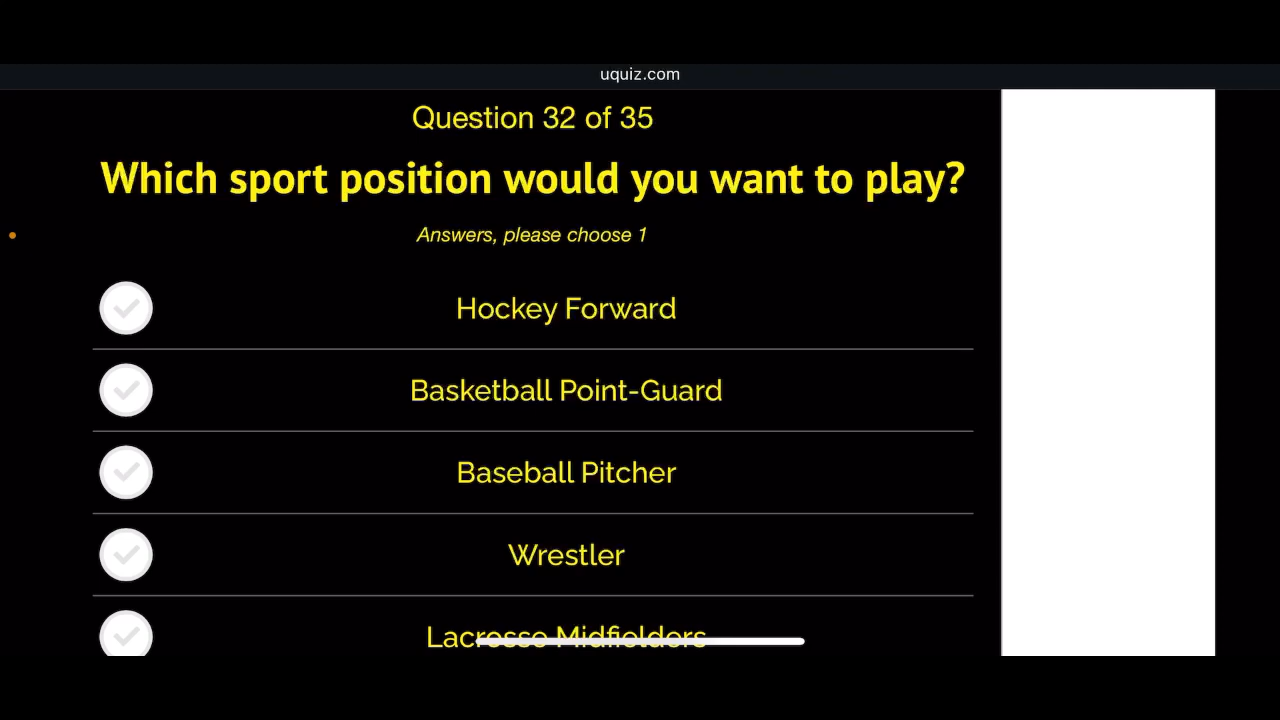 uquiz.com
Question 32 of 35
Which sport position would you want to play?
Answers, please choose 1
Hockey Forward
Basketball Point-Guard
Baseball Pitcher
Wrestler
Lacrosse Midfielders